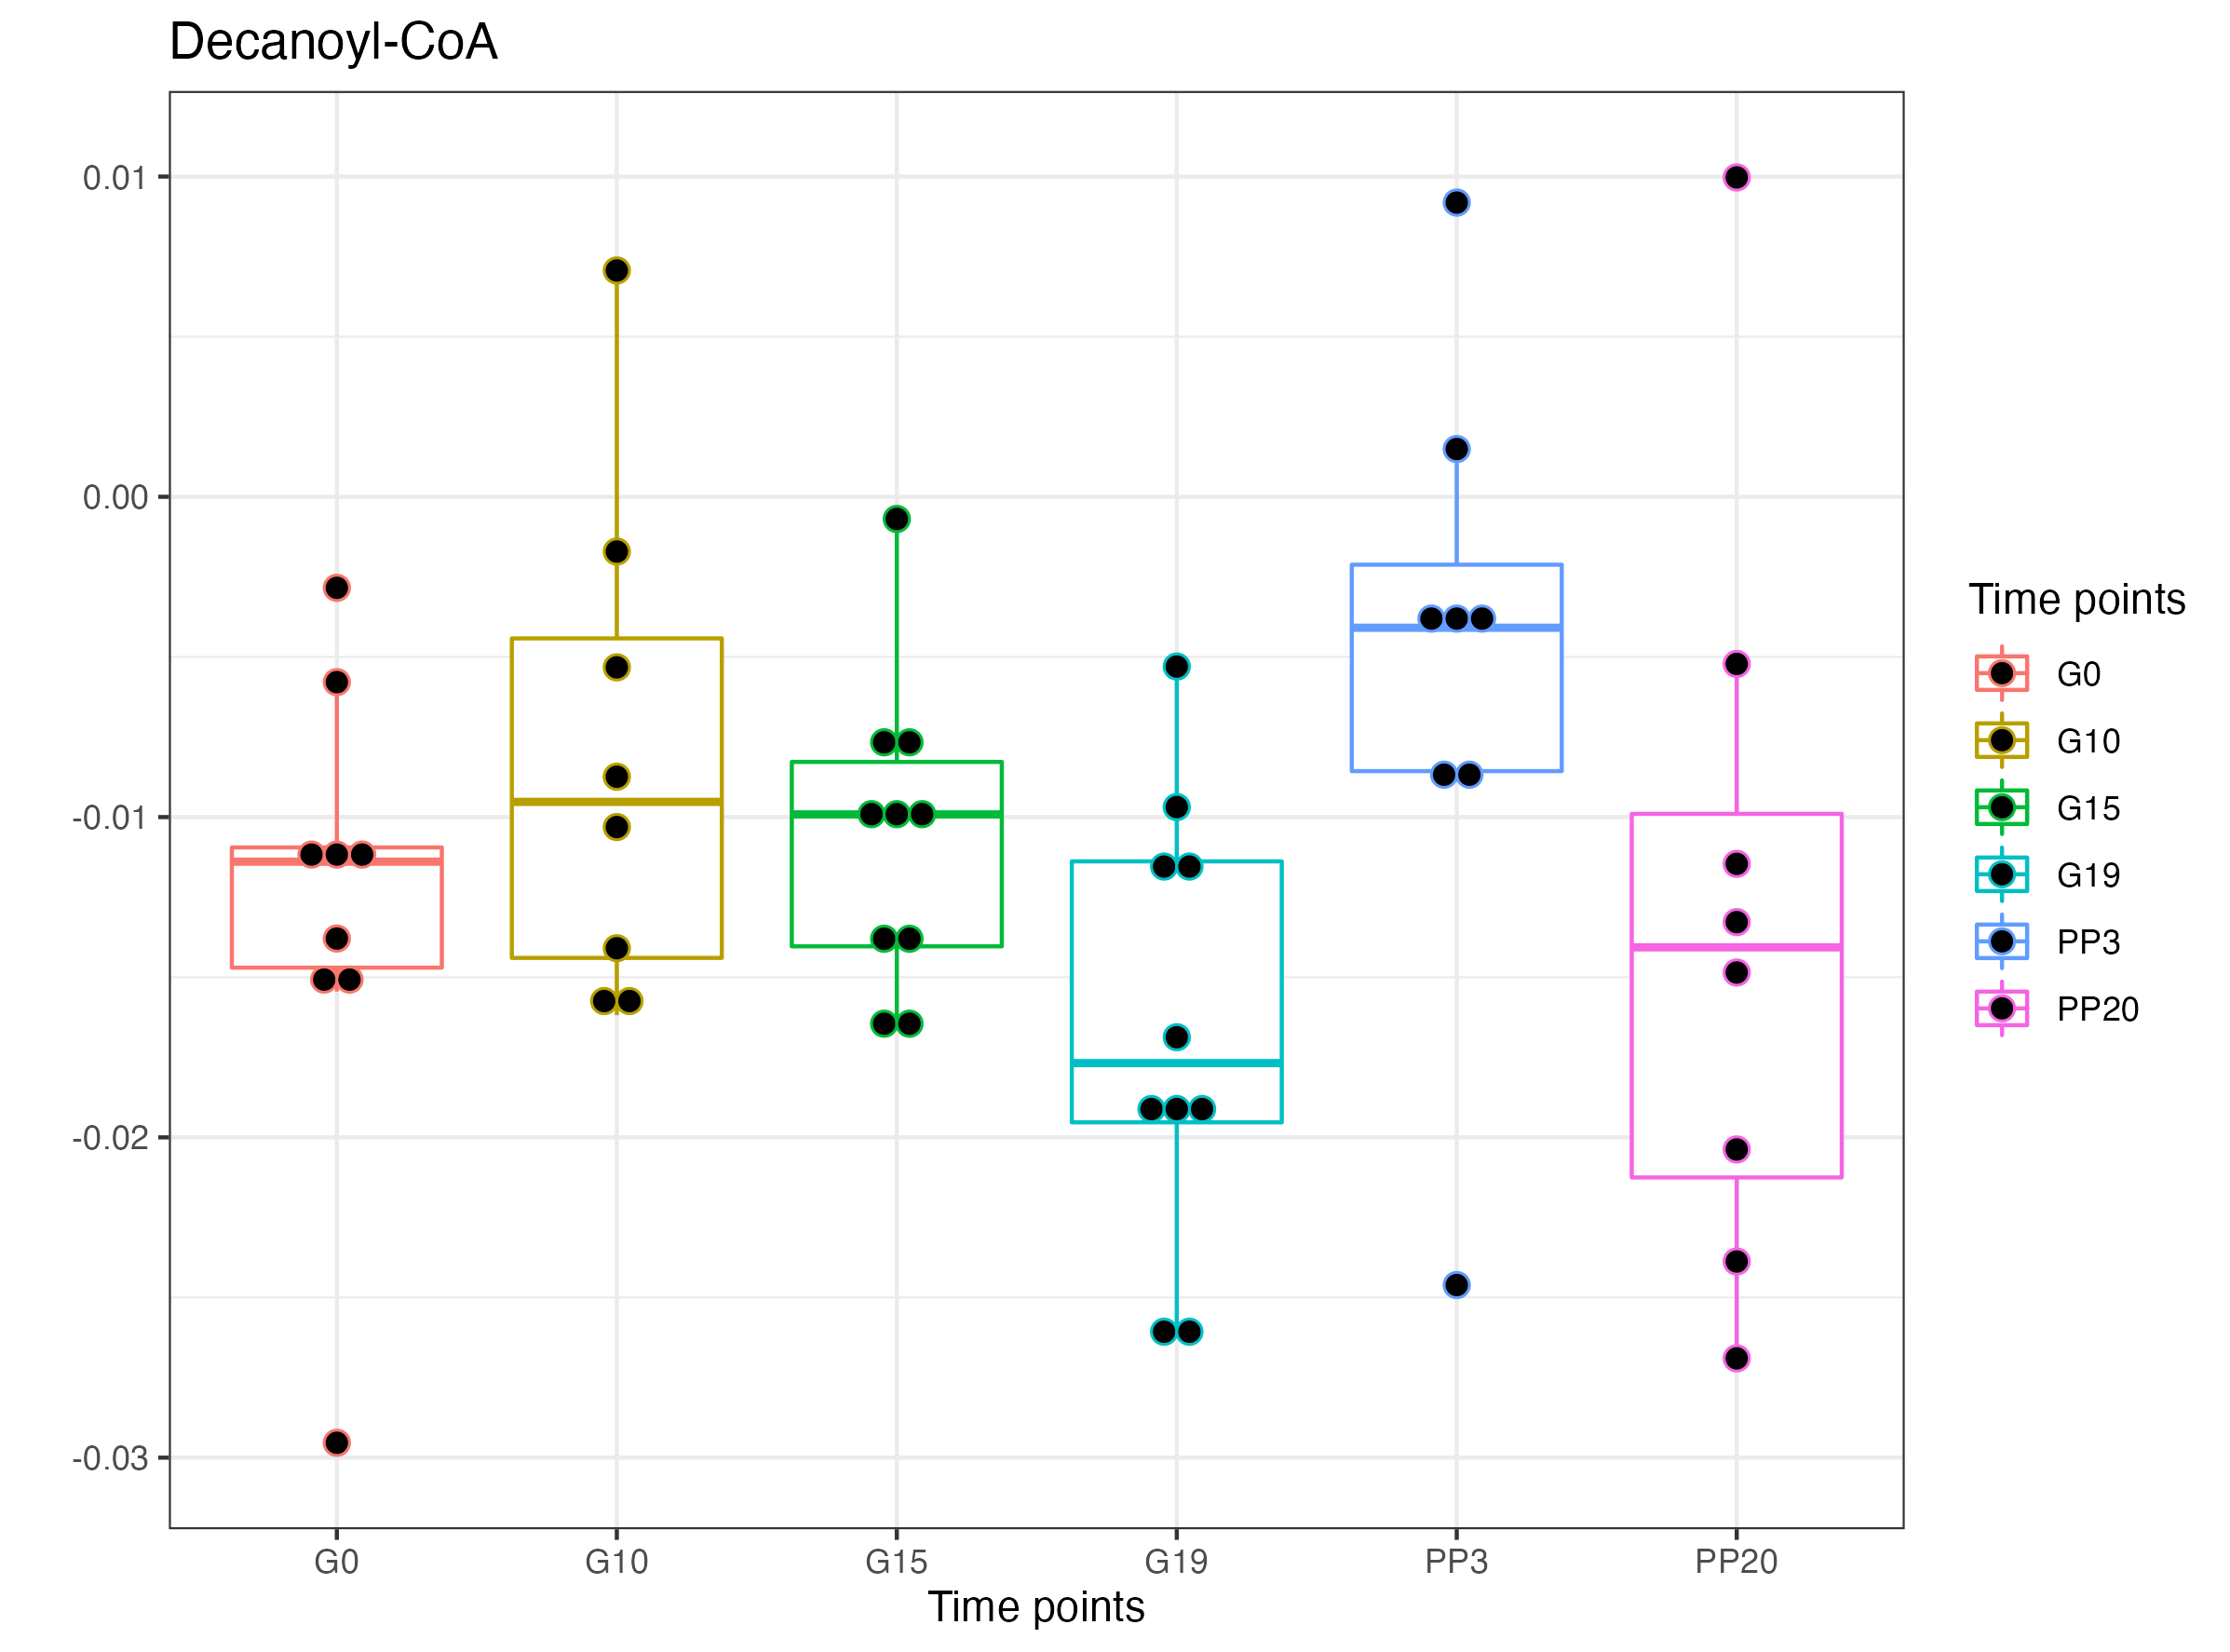 Decanoyl-CoA
0.01
0.00
-0.01
-0.02
-0.03
G0 G10 G15 G19 PP3 PP20
Time points
Time points
G0
G10
G15
G19
PP3
PP20